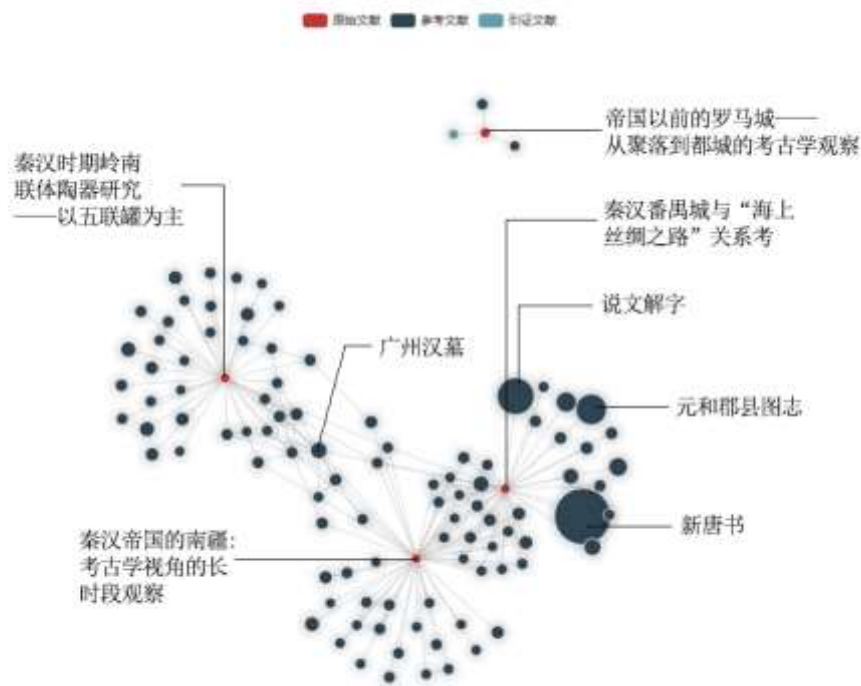 原始文献 参考文献 引证文献
帝国以前的罗马城——
从聚落到都城的考古学观察
秦汉时期岭南
联体陶器研究
——以五联罐为主
秦汉番禺城与“海上
丝绸之路”关系考
说文解字
广州汉墓
元和郡县图志
新唐书
秦汉帝国的南疆:
考古学视角的长
时段观察